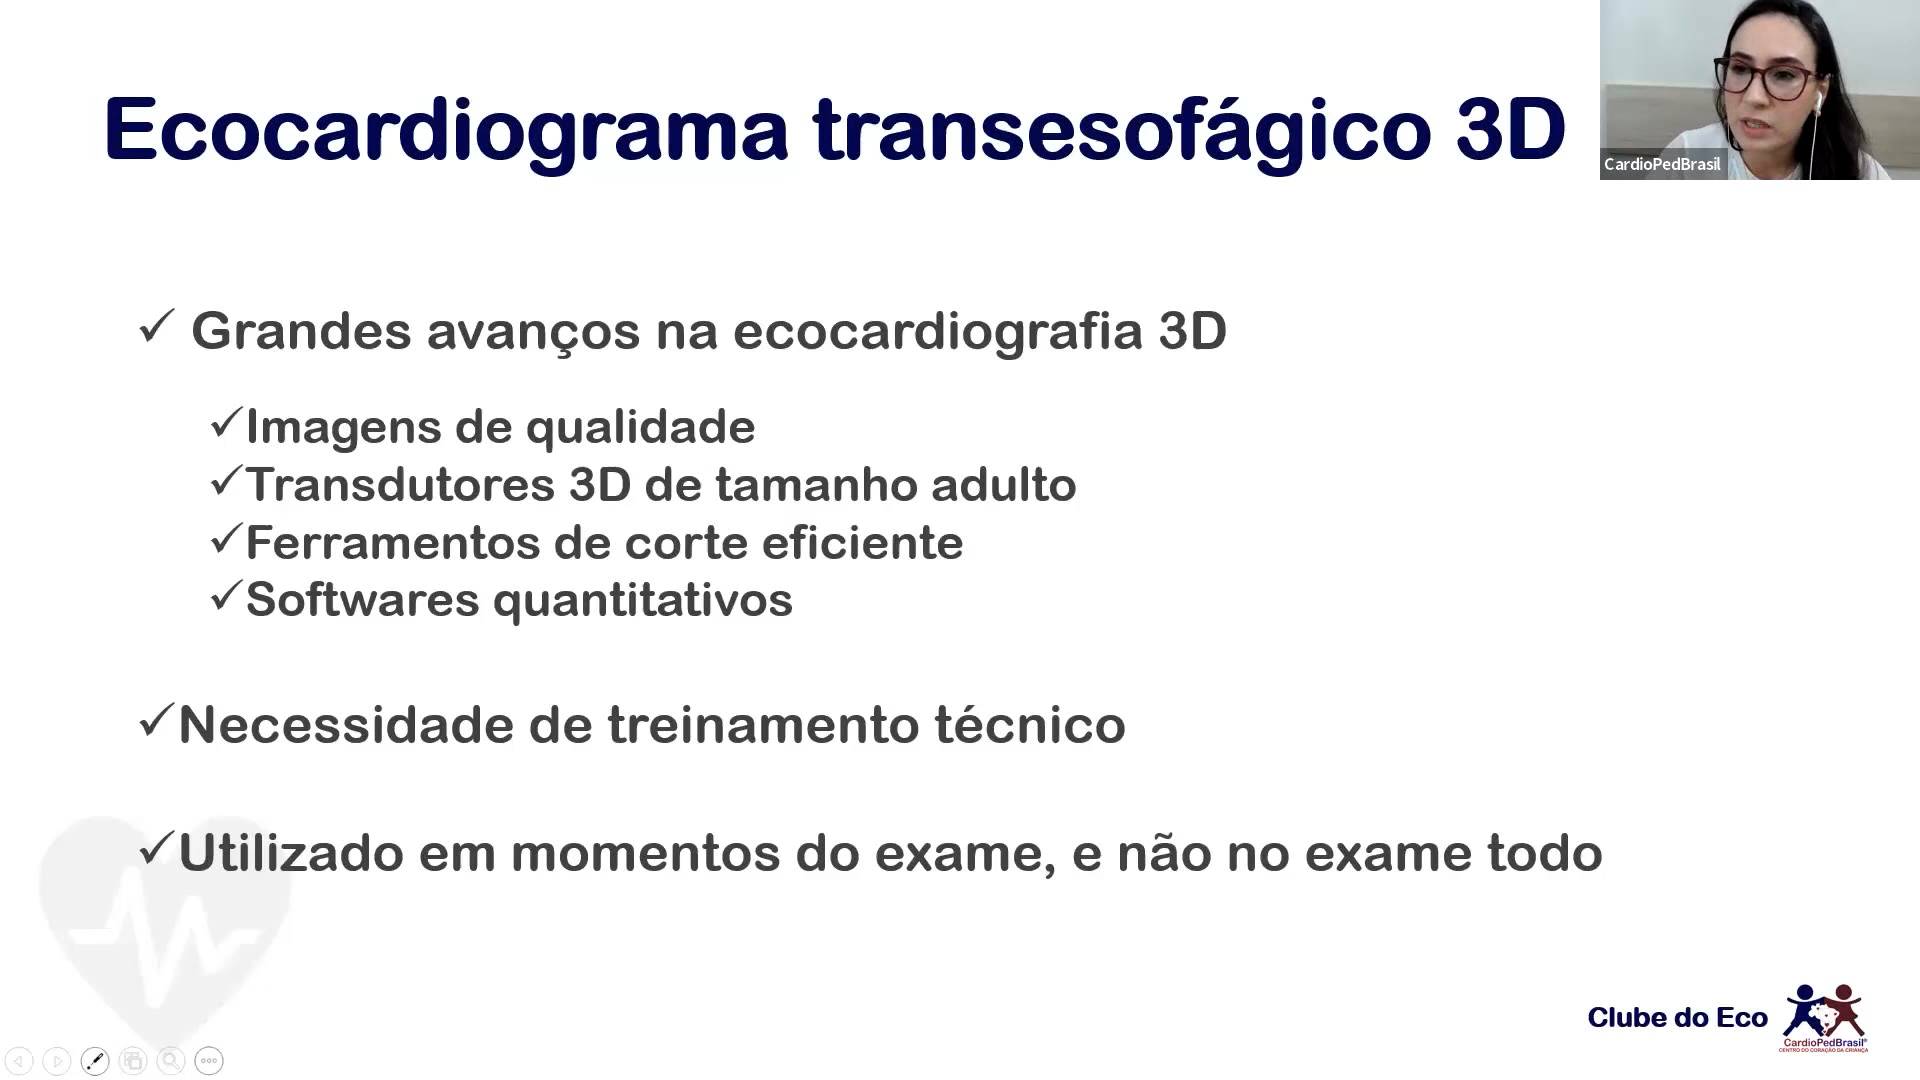 Ecocardiograma transesofágico 3D
CardioPedBrasil
✓ Grandes avanços na ecocardiografia 3D
✓Imagens de qualidade
✓Transdutores 3D de tamanho adulto
✓Ferramentos de corte eficiente
✓Softwares quantitativos
✓Necessidade de treinamento técnico
✓Utilizado em momentos do exame, e não no exame todo
Clube do Eco
CardioPedBrasil®
CENTRO DO CORAÇÃO DA CRIANÇA